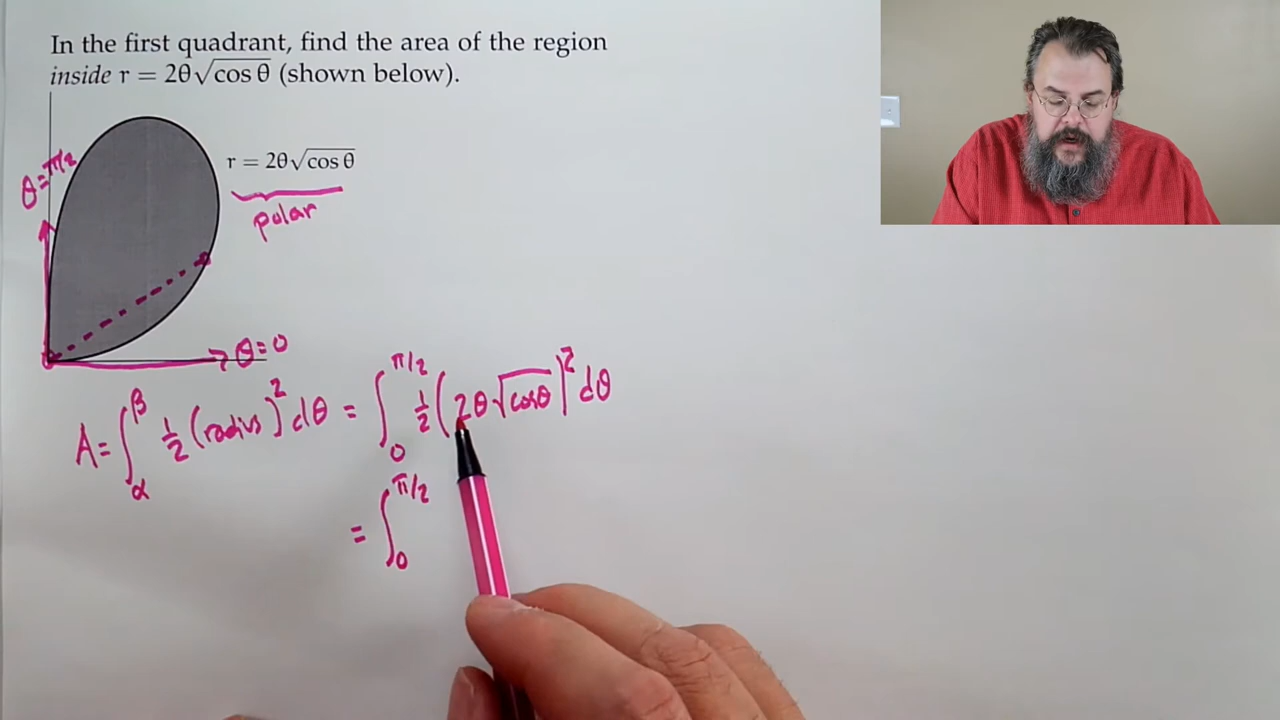 In the first quadrant, find the area of the region
inside r = 2θ√cos θ (shown below).
θ=π/2
r = 2θ√cos θ
polar
θ=0
A = ∫_α^β ½(radius)² dθ = ∫_0^{π/2} ½(2θ√cosθ)² dθ
= ∫_0^{π/2}